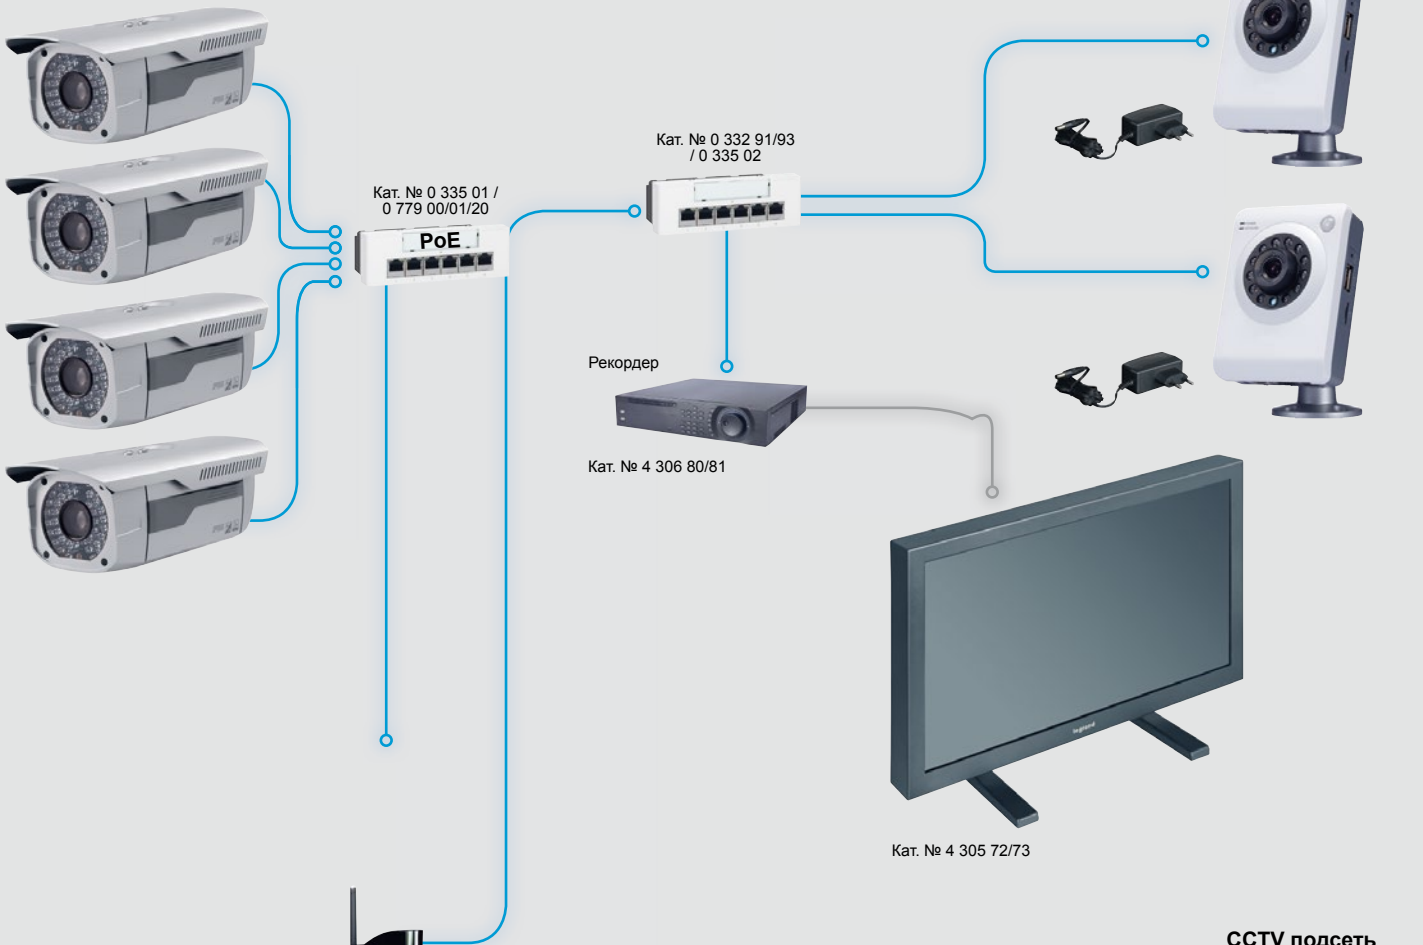 Кат. № 0 332 91/93
/ 0 335 02
Кат. № 0 335 01 /
0 779 00/01/20
PoE
Рекордер
Кат. № 4 306 80/81
legrand
Кат. № 4 305 72/73
CCTV подсеть